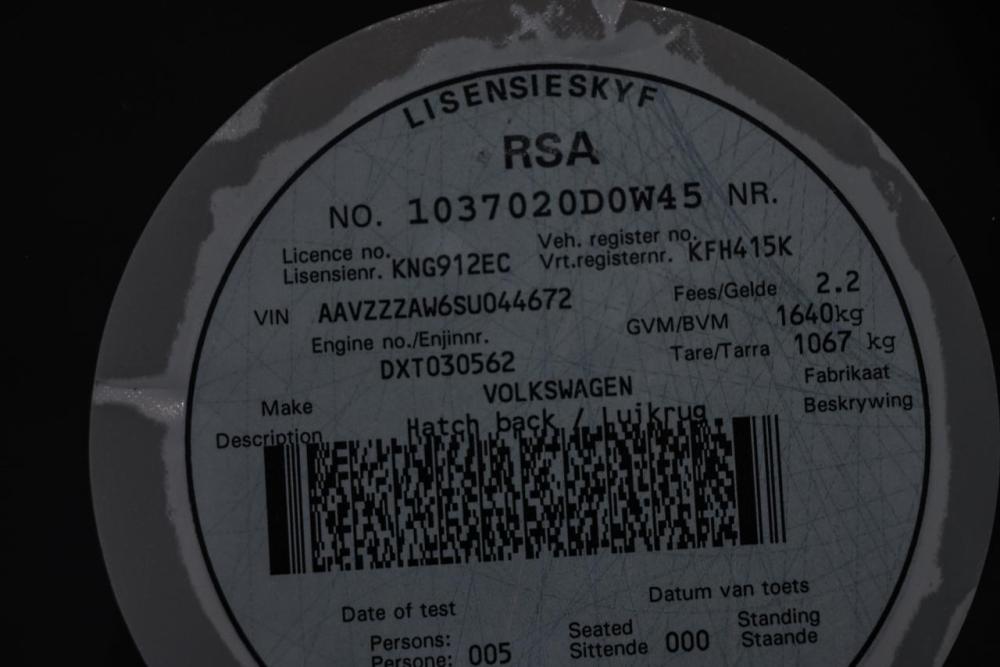 LISENSIESKYF
RSA
NO. 1037020D0W45 NR.
Licence no. Veh. register no.
Lisensienr. KNG912EC Vrt.registernr. KFH415K
VIN AAVZZZAW6SU044672 Fees/Gelde 2.2
Engine no./Enjinnr. GVM/BVM 1640kg
DXT030562 Tare/Tarra 1067 kg
Make VOLKSWAGEN Fabrikaat
Description Hatch back / Luikrug Beskrywing
Date of test Datum van toets
Persons: Seated Standing
Persone: 005 Sittende 000 Staande